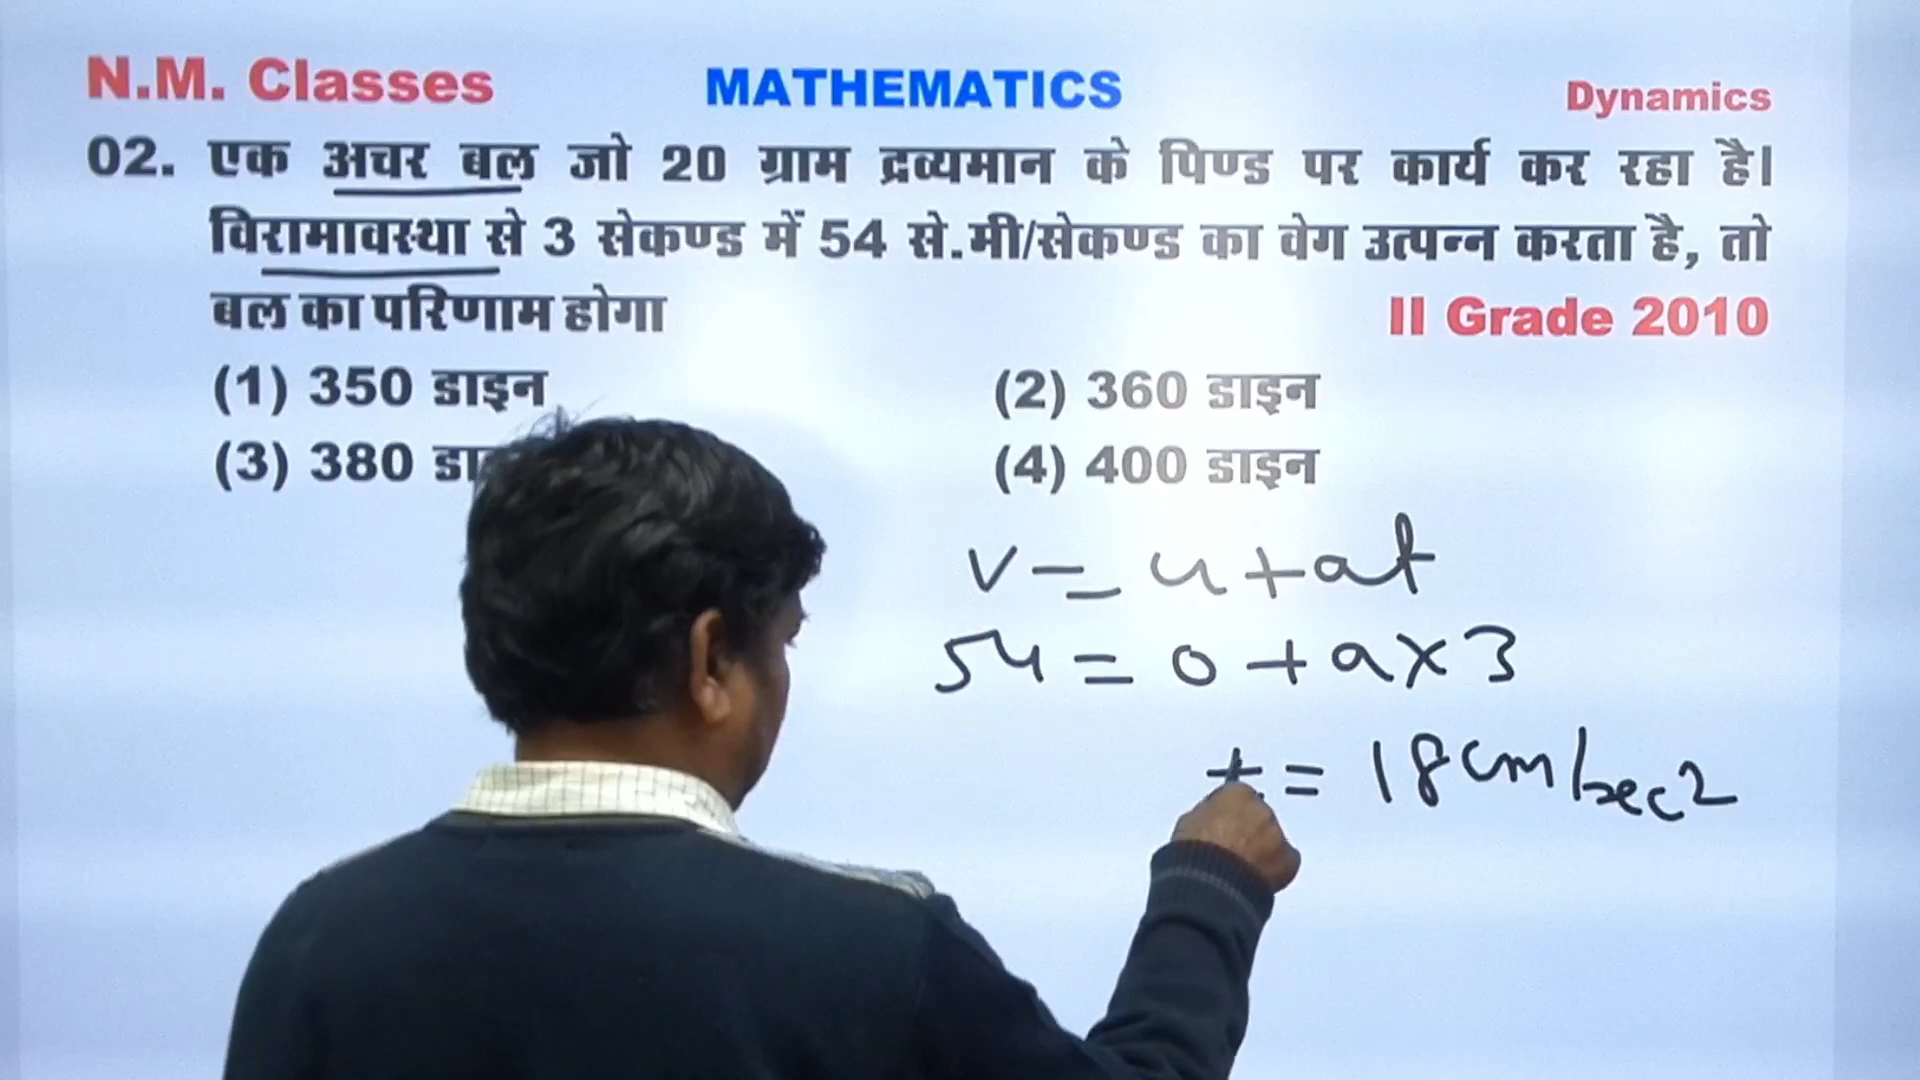 N.M. Classes MATHEMATICS Dynamics
02. एक अचर बल जो 20 ग्राम द्रव्यमान के पिण्ड पर कार्य कर रहा है।
विरामावस्था से 3 सेकण्ड में 54 से.मी/सेकण्ड का वेग उत्पन्न करता है, तो
बल का परिणाम होगा II Grade 2010
(1) 350 डाइन (2) 360 डाइन
(3) 380 (4) 400 डाइन
v = u + at
54 = 0 + a x 3
= 18 cm/sec2